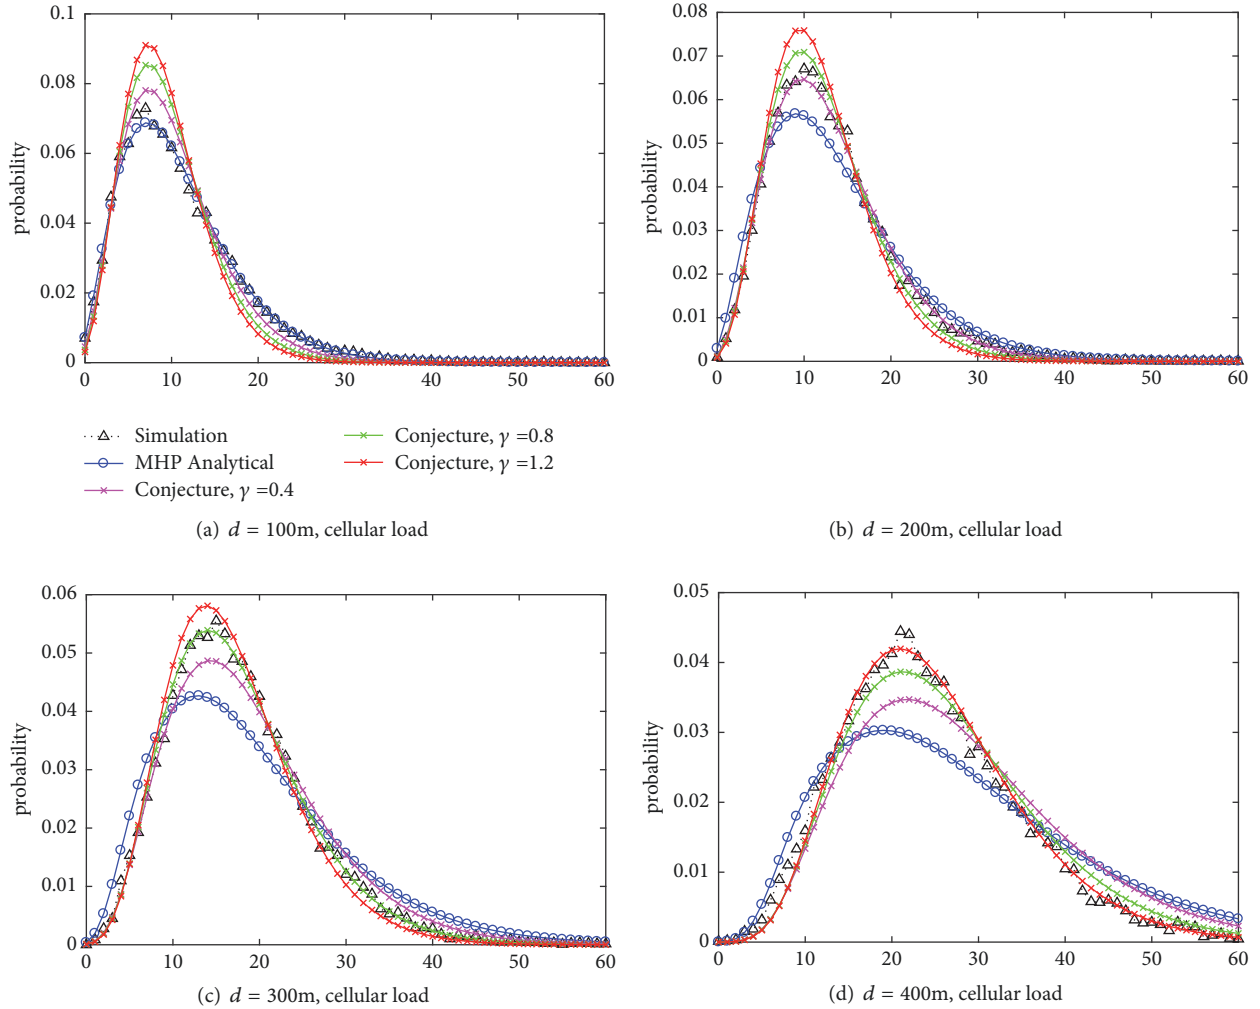 0.1
0.08
0.06
0.04
0.02
0
probability
0 10 20 30 40 50 60
0.08
0.07
0.06
0.05
0.04
0.03
0.02
0.01
0
probability
0 10 20 30 40 50 60
Simulation
MHP Analytical
Conjecture, γ =0.4
Conjecture, γ =0.8
Conjecture, γ =1.2
(a) d = 100m, cellular load
(b) d = 200m, cellular load
0.06
0.05
0.04
0.03
0.02
0.01
0
probability
0 10 20 30 40 50 60
0.05
0.04
0.03
0.02
0.01
0
probability
0 10 20 30 40 50 60
(c) d = 300m, cellular load
(d) d = 400m, cellular load